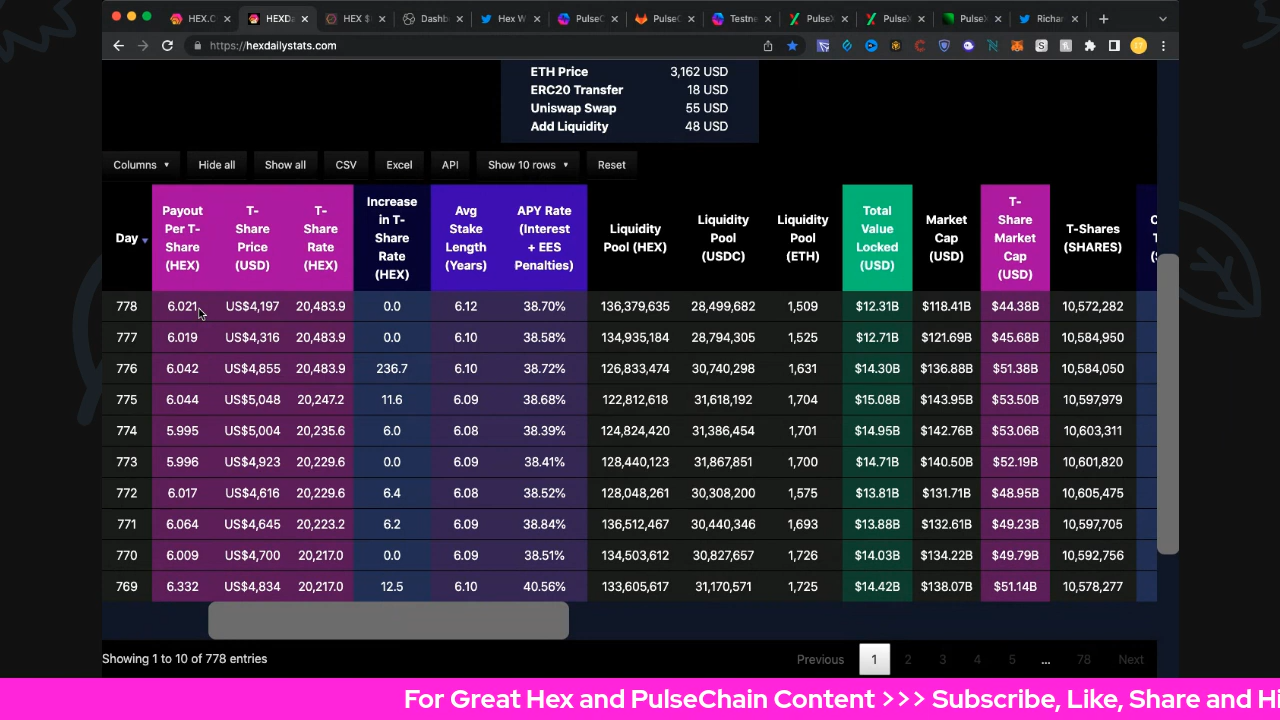 HEX.C
HEXDa
HEX $
Dashb
Hex W
PulseC
PulseC
Testna
PulseX
PulseX
PulseX
Richar
https://hexdailystats.com
ETH Price 3,162 USD
ERC20 Transfer 18 USD
Uniswap Swap 55 USD
Add Liquidity 48 USD
Columns Hide all Show all CSV Excel API Show 10 rows Reset
Day
Payout Per T-Share (HEX)
T-Share Price (USD)
T-Share Rate (HEX)
Increase in T-Share Rate (HEX)
Avg Stake Length (Years)
APY Rate (Interest + EES Penalties)
Liquidity Pool (HEX)
Liquidity Pool (USDC)
Liquidity Pool (ETH)
Total Value Locked (USD)
Market Cap (USD)
T-Share Market Cap (USD)
T-Shares (SHARES)
778 6.021 US$4,197 20,483.9 0.0 6.12 38.70% 136,379,635 28,499,682 1,509 $12.31B $118.41B $44.38B 10,572,282
777 6.019 US$4,316 20,483.9 0.0 6.10 38.58% 134,935,184 28,794,305 1,525 $12.71B $121.69B $45.68B 10,584,950
776 6.042 US$4,855 20,483.9 236.7 6.10 38.72% 126,833,474 30,740,298 1,631 $14.30B $136.88B $51.38B 10,584,050
775 6.044 US$5,048 20,247.2 11.6 6.09 38.68% 122,812,618 31,618,192 1,704 $15.08B $143.95B $53.50B 10,597,979
774 5.995 US$5,004 20,235.6 6.0 6.08 38.39% 124,824,420 31,386,454 1,701 $14.95B $142.76B $53.06B 10,603,311
773 5.996 US$4,923 20,229.6 0.0 6.09 38.41% 128,440,123 31,867,851 1,700 $14.71B $140.50B $52.19B 10,601,820
772 6.017 US$4,616 20,229.6 6.4 6.08 38.52% 128,048,261 30,308,200 1,575 $13.81B $131.71B $48.95B 10,605,475
771 6.064 US$4,645 20,223.2 6.2 6.09 38.84% 136,512,467 30,440,346 1,693 $13.88B $132.61B $49.23B 10,597,705
770 6.009 US$4,700 20,217.0 0.0 6.09 38.51% 134,503,612 30,827,657 1,726 $14.03B $134.22B $49.79B 10,592,756
769 6.332 US$4,834 20,217.0 12.5 6.10 40.56% 133,605,617 31,170,571 1,725 $14.42B $138.07B $51.14B 10,578,277
Showing 1 to 10 of 778 entries
Previous 1 2 3 4 5 ... 78 Next
For Great Hex and PulseChain Content >>> Subscribe, Like, Share and Hi